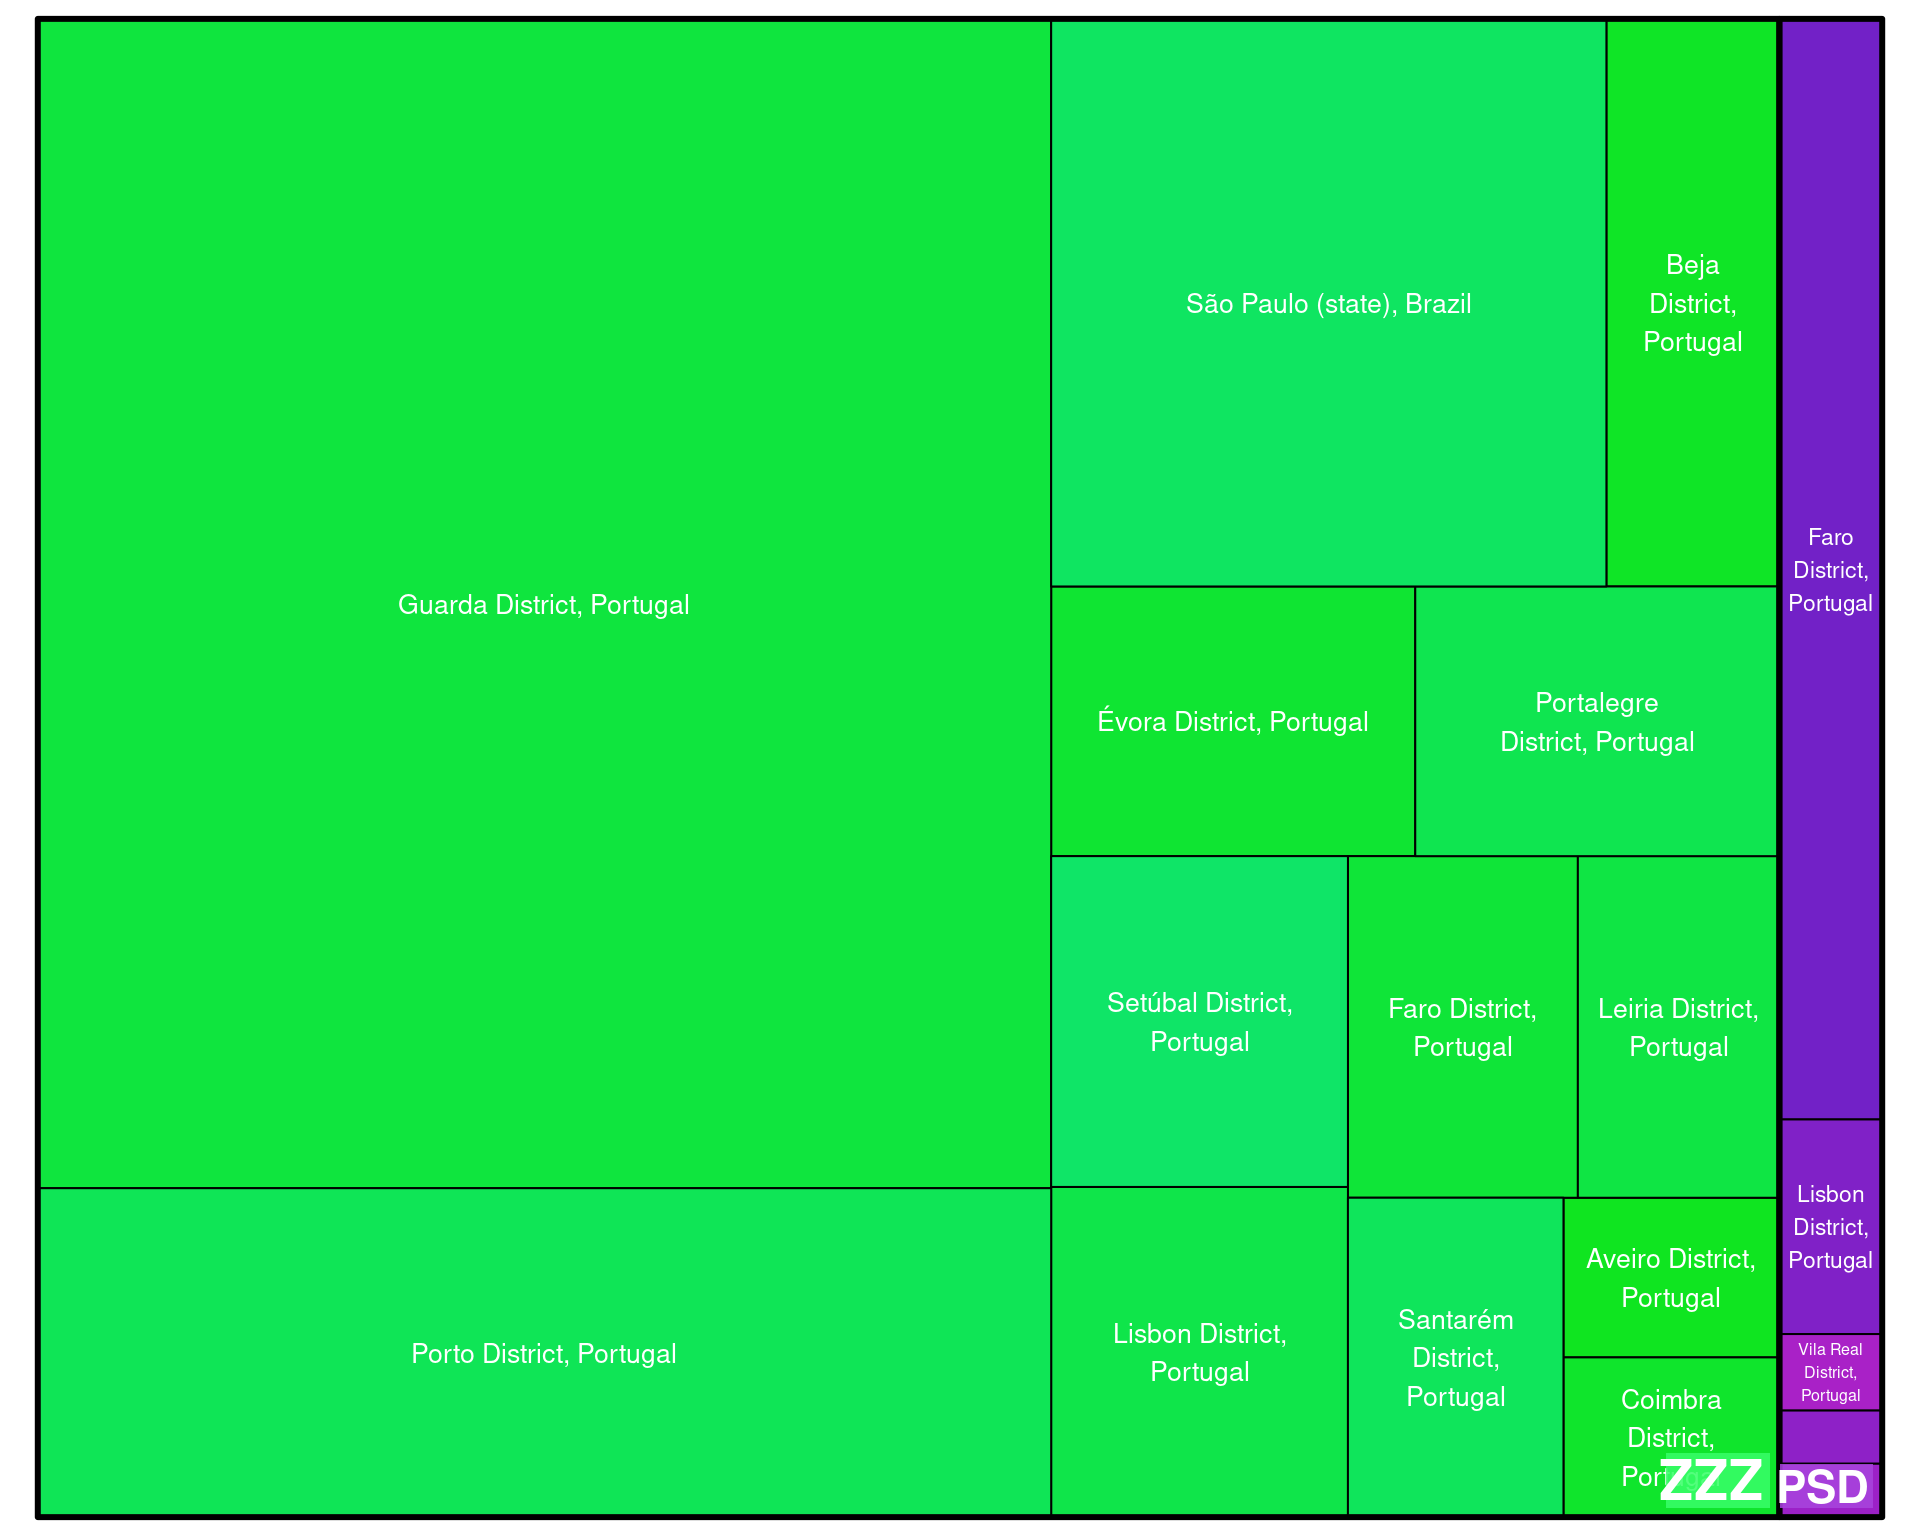 Guarda District, Portugal
Porto District, Portugal
São Paulo (state), Brazil
Beja
District,
Portugal
Évora District, Portugal
Portalegre
District, Portugal
Setúbal District,
Portugal
Faro District,
Portugal
Leiria District,
Portugal
Lisbon District,
Portugal
Santarém
District,
Portugal
Aveiro District,
Portugal
Coimbra
District,
Portugal
ZZZ
Faro
District,
Portugal
Lisbon
District,
Portugal
Vila Real
District,
Portugal
PSD